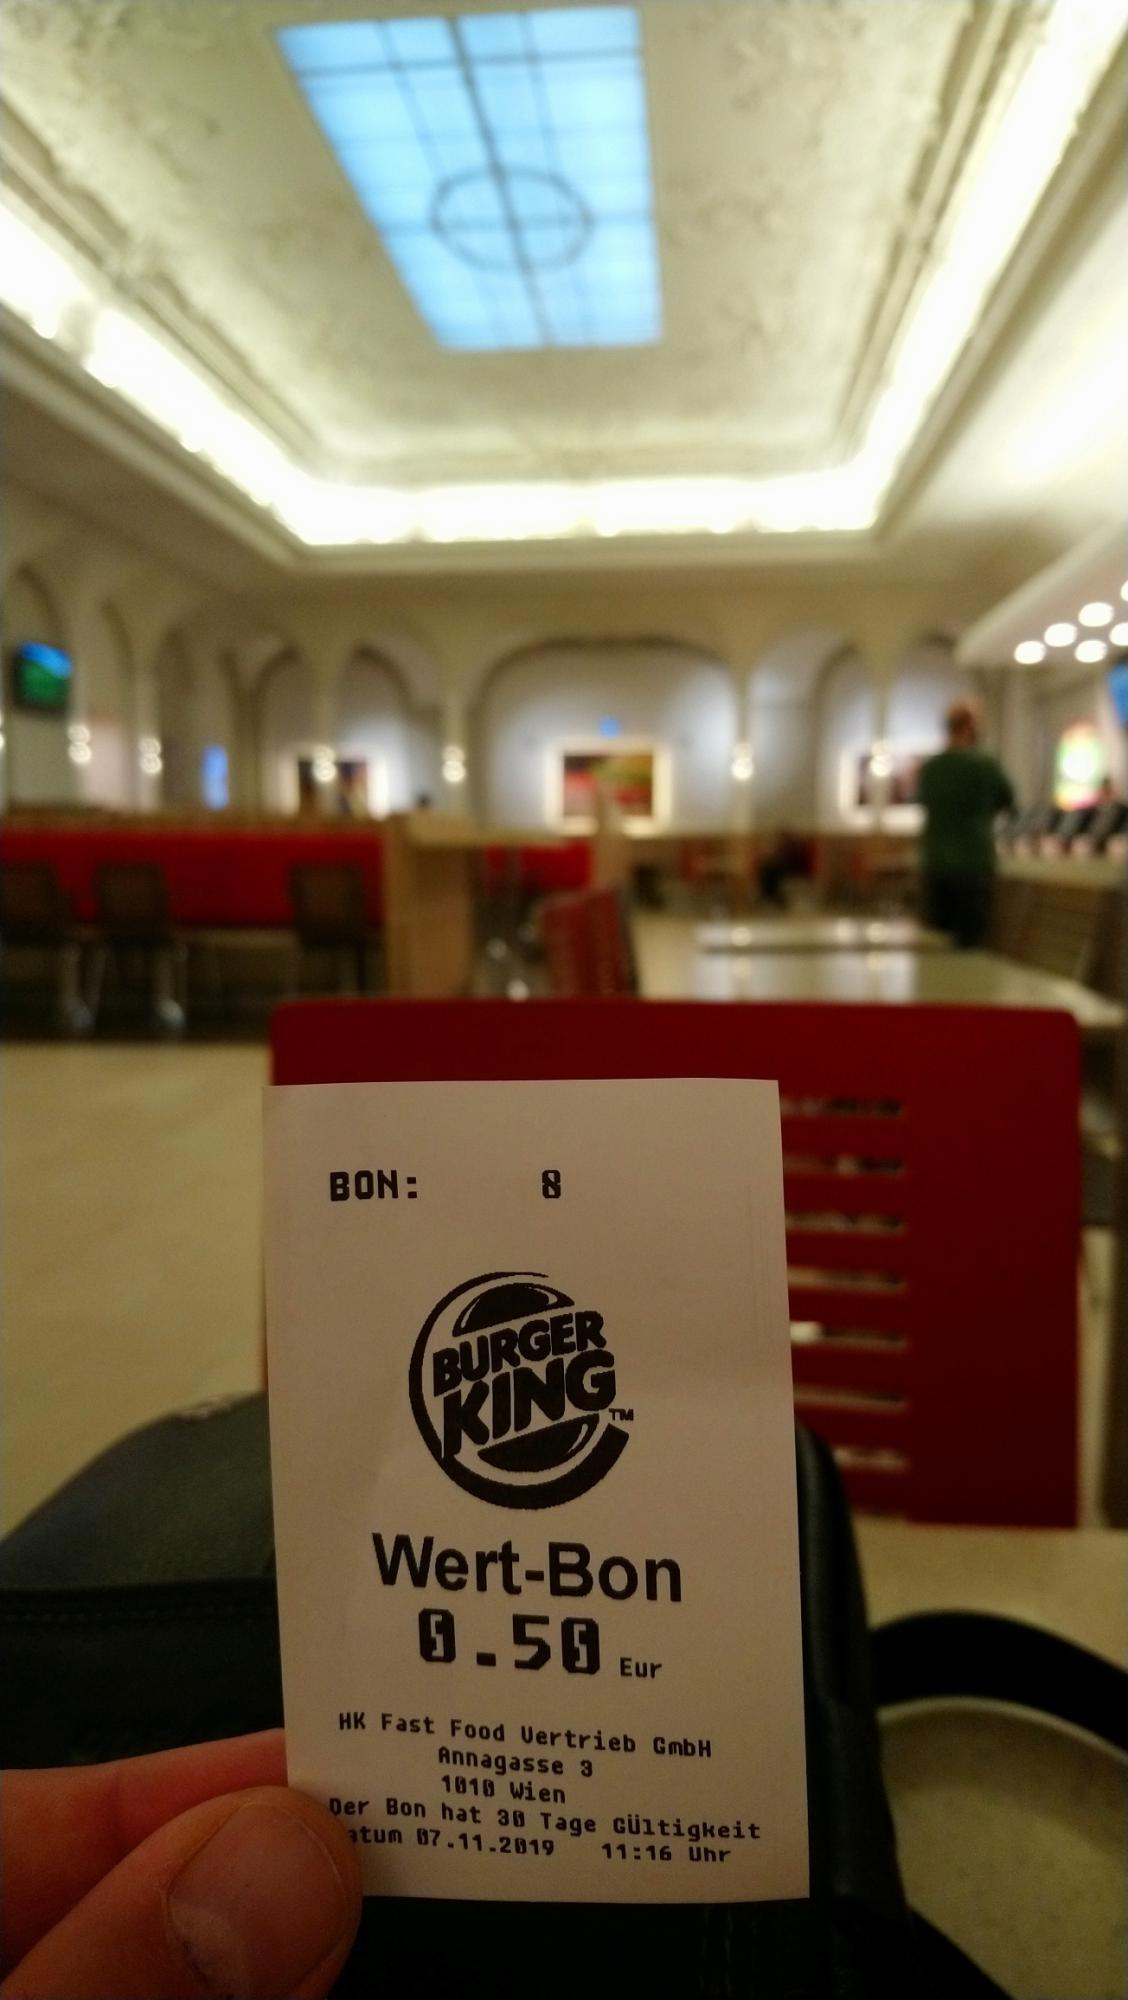 BON: 8
BURGER
KING
TM
Wert-Bon
0.50 Eur
HK Fast Food Vertrieb GmbH
Annagasse 3
1010 Wien
Der Bon hat 30 Tage GÜltigkeit
atum 07.11.2019 11:16 Uhr